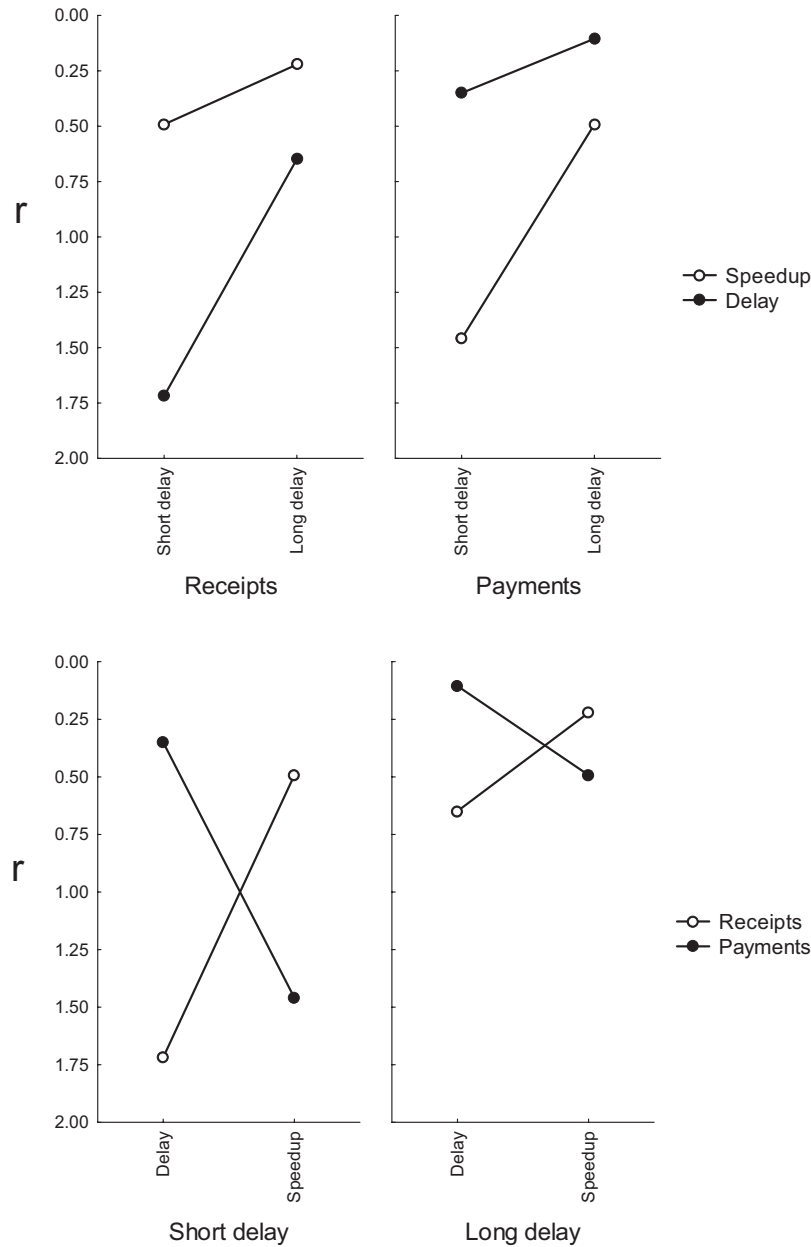 0.00
0.25
0.50
0.75
1.00
1.25
1.50
1.75
2.00
r
Short delay
Long delay
Short delay
Long delay
Receipts
Payments
Speedup
Delay
0.00
0.25
0.50
0.75
1.00
1.25
1.50
1.75
2.00
r
Delay
Speedup
Delay
Speedup
Short delay
Long delay
Receipts
Payments